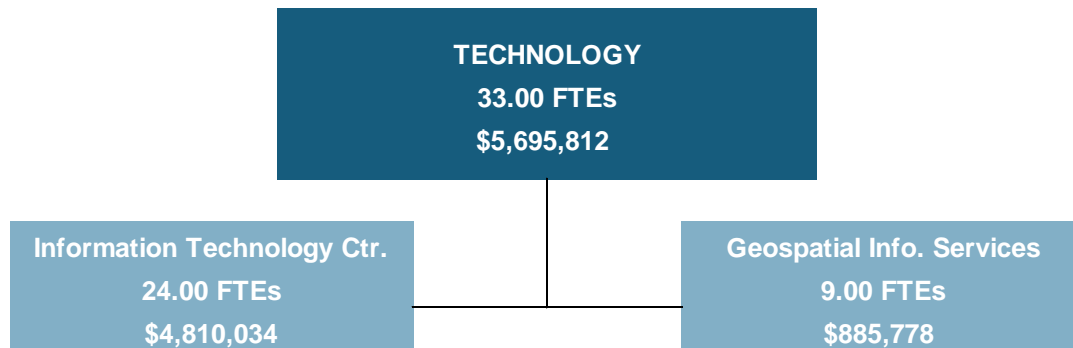 TECHNOLOGY
33.00 FTEs
$5,695,812
Information Technology Ctr.
24.00 FTEs
$4,810,034
Geospatial Info. Services
9.00 FTEs
$885,778